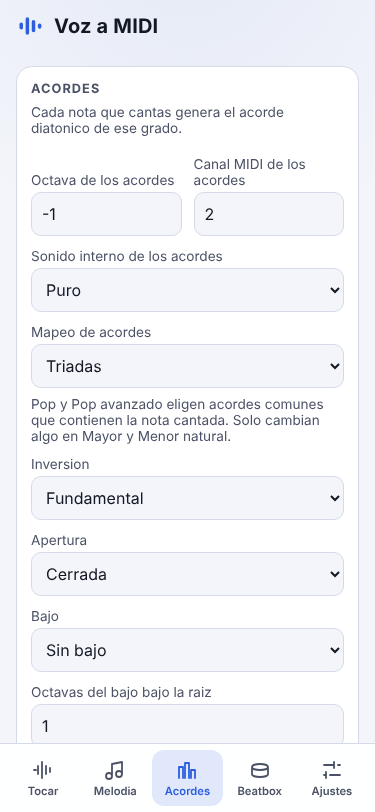 Voz a MIDI
ACORDES
Cada nota que cantas genera el acorde
diatonico de ese grado.
Octava de los acordes
Canal MIDI de los
acordes
-1
2
Sonido interno de los acordes
Puro
Mapeo de acordes
Triadas
Pop y Pop avanzado eligen acordes comunes
que contienen la nota cantada. Solo cambian
algo en Mayor y Menor natural.
Inversion
Fundamental
Apertura
Cerrada
Bajo
Sin bajo
Octavas del bajo bajo la raiz
1
Tocar
Melodia
Acordes
Beatbox
Ajustes